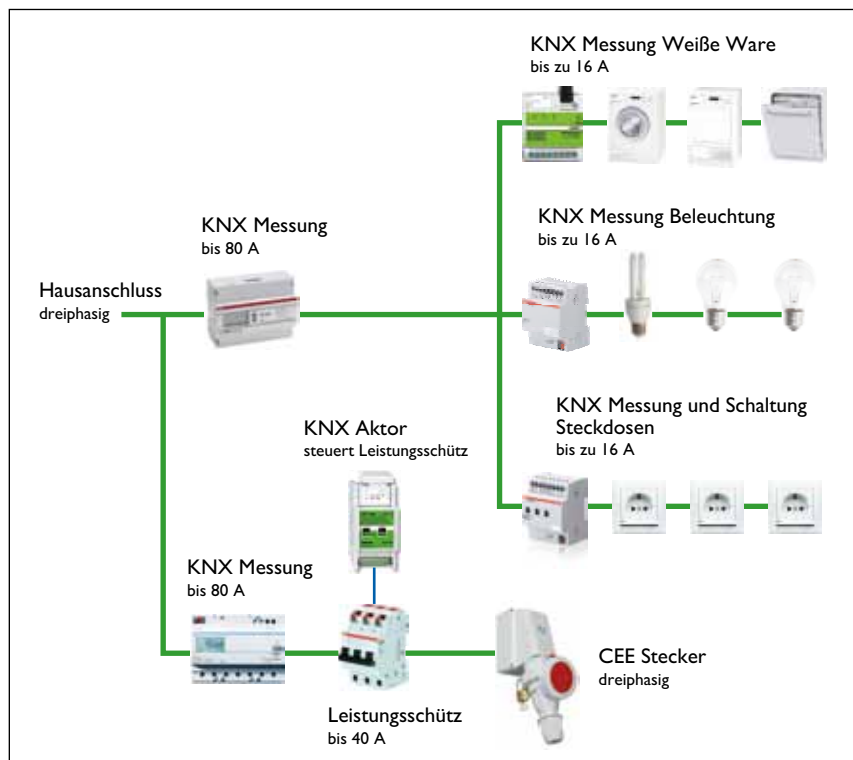 KNX Messung Weiße Ware
bis zu 16 A
KNX Messung
bis 80 A
KNX Messung Beleuchtung
bis zu 16 A
Hausanschluss
dreiphasig
KNX Messung und Schaltung
Steckdosen
bis zu 16 A
KNX Aktor
steuert Leistungsschütz
KNX Messung
bis 80 A
CEE Stecker
dreiphasig
Leistungsschütz
bis 40 A